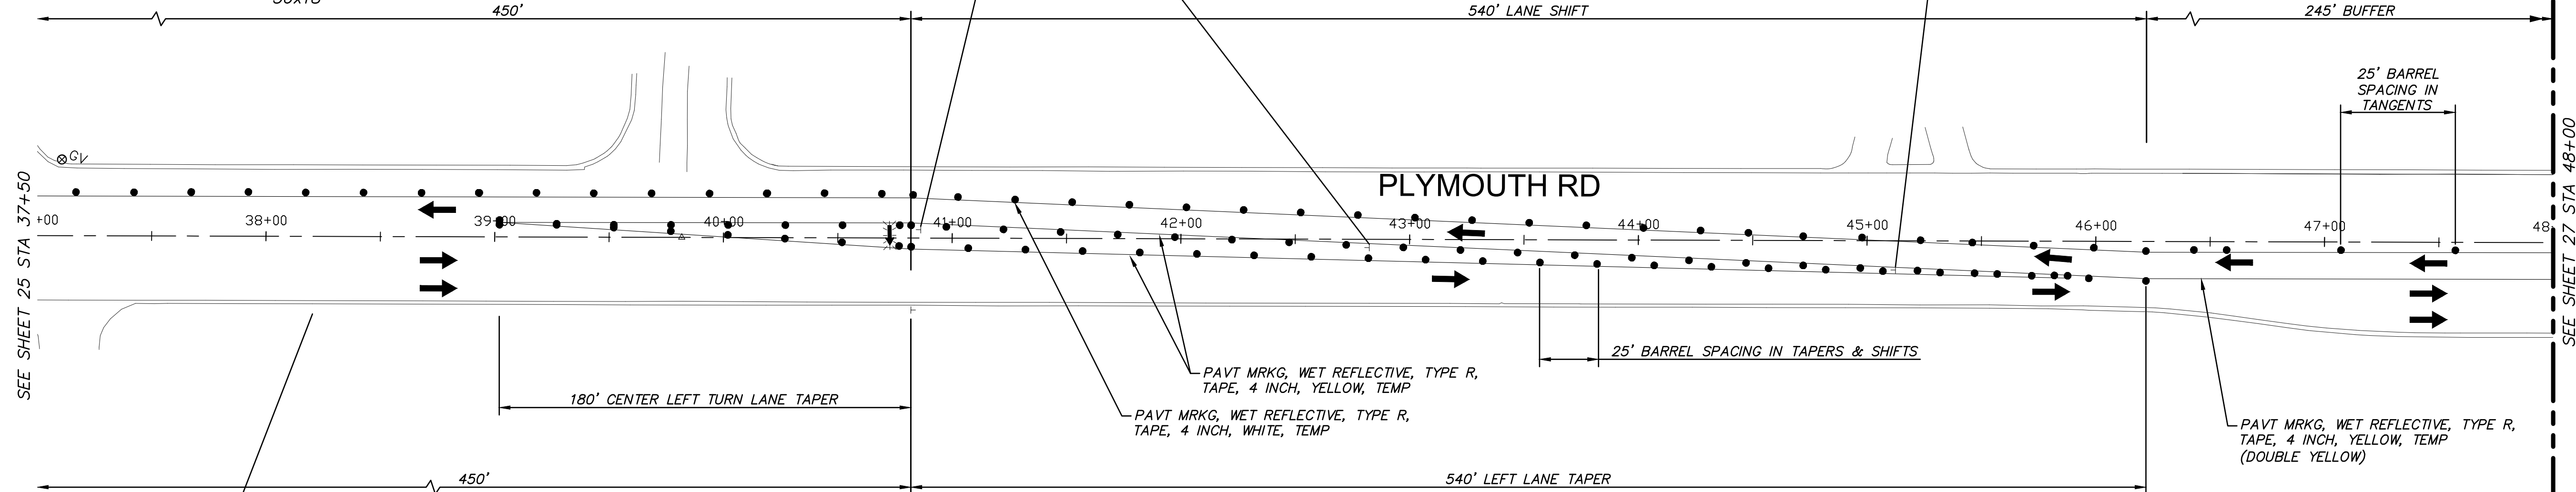 450'
540' LANE SHIFT
245' BUFFER
25' BARREL
SPACING IN
TANGENTS
GV
PLYMOUTH RD
SEE SHEET 25 STA 37+50
SEE SHEET 27 STA 48+00
+00
38+00
39+00
40+00
41+00
42+00
43+00
44+00
45+00
46+00
47+00
48
25' BARREL SPACING IN TAPERS & SHIFTS
PAVT MRKG, WET REFLECTIVE, TYPE R,
TAPE, 4 INCH, YELLOW, TEMP
180' CENTER LEFT TURN LANE TAPER
PAVT MRKG, WET REFLECTIVE, TYPE R,
TAPE, 4 INCH, WHITE, TEMP
PAVT MRKG, WET REFLECTIVE, TYPE R,
TAPE, 4 INCH, YELLOW, TEMP
(DOUBLE YELLOW)
450'
540' LEFT LANE TAPER